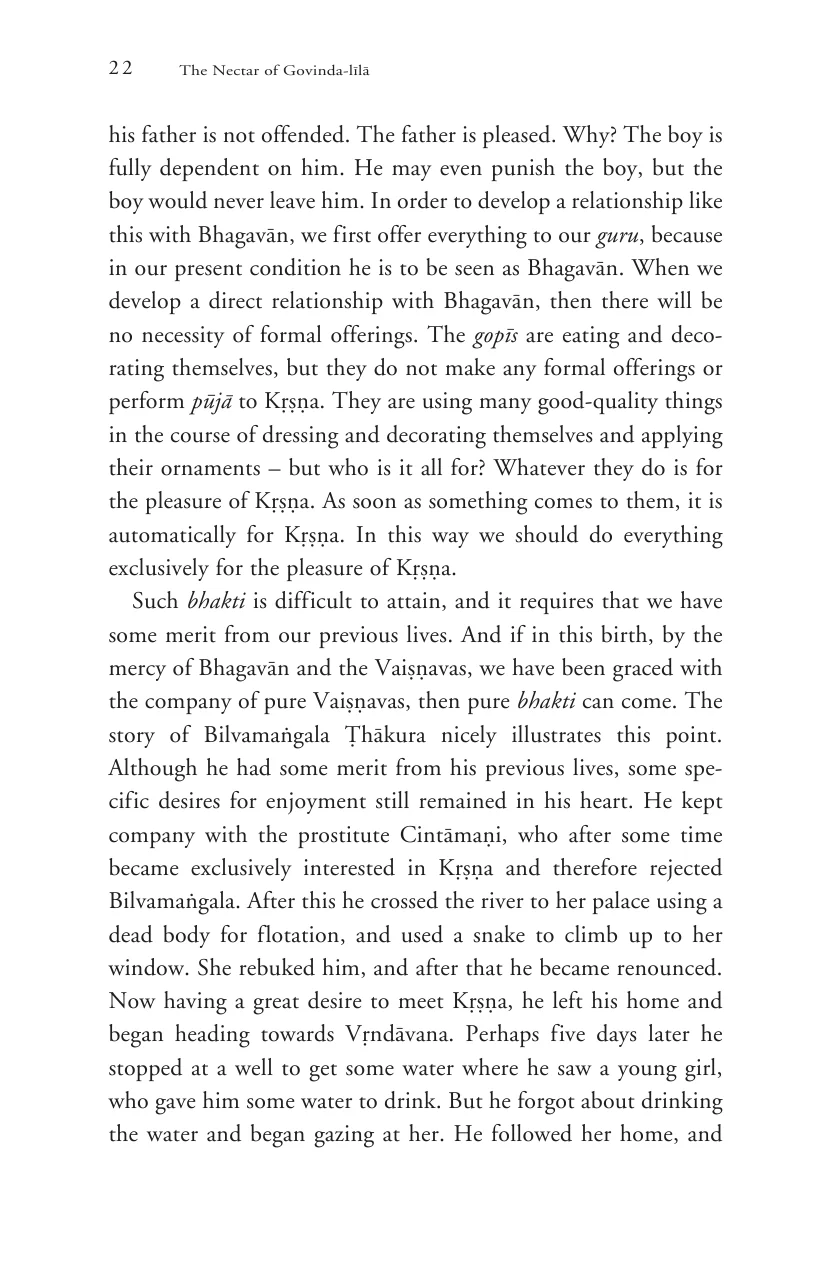 22 The Nectar of Govinda-līlā
his father is not offended. The father is pleased. Why? The boy is
fully dependent on him. He may even punish the boy, but the
boy would never leave him. In order to develop a relationship like
this with Bhagavān, we first offer everything to our guru, because
in our present condition he is to be seen as Bhagavān. When we
develop a direct relationship with Bhagavān, then there will be
no necessity of formal offerings. The gopīs are eating and deco-
rating themselves, but they do not make any formal offerings or
perform pūjā to Kṛṣṇa. They are using many good-quality things
in the course of dressing and decorating themselves and applying
their ornaments – but who is it all for? Whatever they do is for
the pleasure of Kṛṣṇa. As soon as something comes to them, it is
automatically for Kṛṣṇa. In this way we should do everything
exclusively for the pleasure of Kṛṣṇa.
Such bhakti is difficult to attain, and it requires that we have
some merit from our previous lives. And if in this birth, by the
mercy of Bhagavān and the Vaiṣṇavas, we have been graced with
the company of pure Vaiṣṇavas, then pure bhakti can come. The
story of Bilvamaṅgala Ṭhākura nicely illustrates this point.
Although he had some merit from his previous lives, some spe-
cific desires for enjoyment still remained in his heart. He kept
company with the prostitute Cintāmaṇi, who after some time
became exclusively interested in Kṛṣṇa and therefore rejected
Bilvamaṅgala. After this he crossed the river to her palace using a
dead body for flotation, and used a snake to climb up to her
window. She rebuked him, and after that he became renounced.
Now having a great desire to meet Kṛṣṇa, he left his home and
began heading towards Vṛndāvana. Perhaps five days later he
stopped at a well to get some water where he saw a young girl,
who gave him some water to drink. But he forgot about drinking
the water and began gazing at her. He followed her home, and